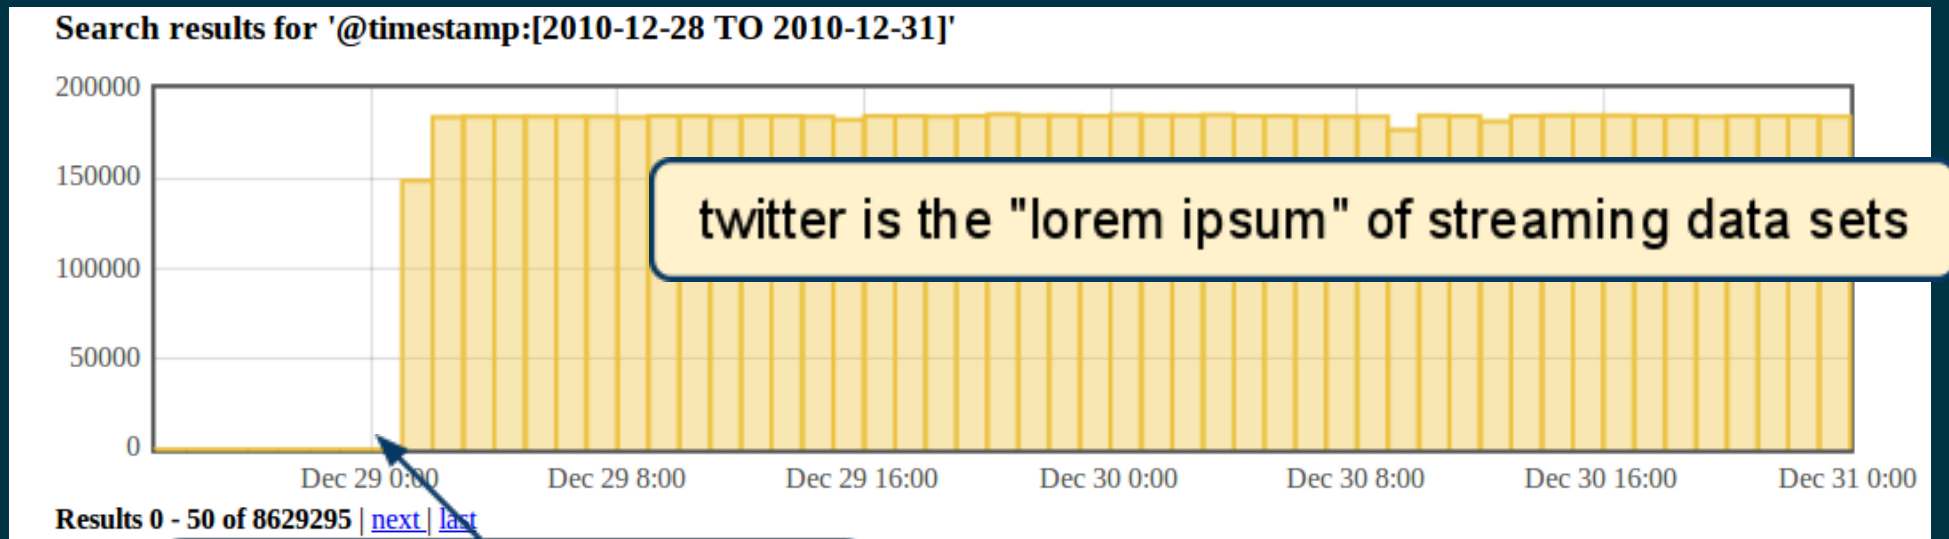 Search results for '@timestamp:[2010-12-28 TO 2010-12-31]'
200000
150000
100000
50000
0
twitter is the "lorem ipsum" of streaming data sets
Dec 29 0:00 Dec 29 8:00 Dec 29 16:00 Dec 30 0:00 Dec 30 8:00 Dec 30 16:00 Dec 31 0:00
Results 0 - 50 of 8629295 | next | last